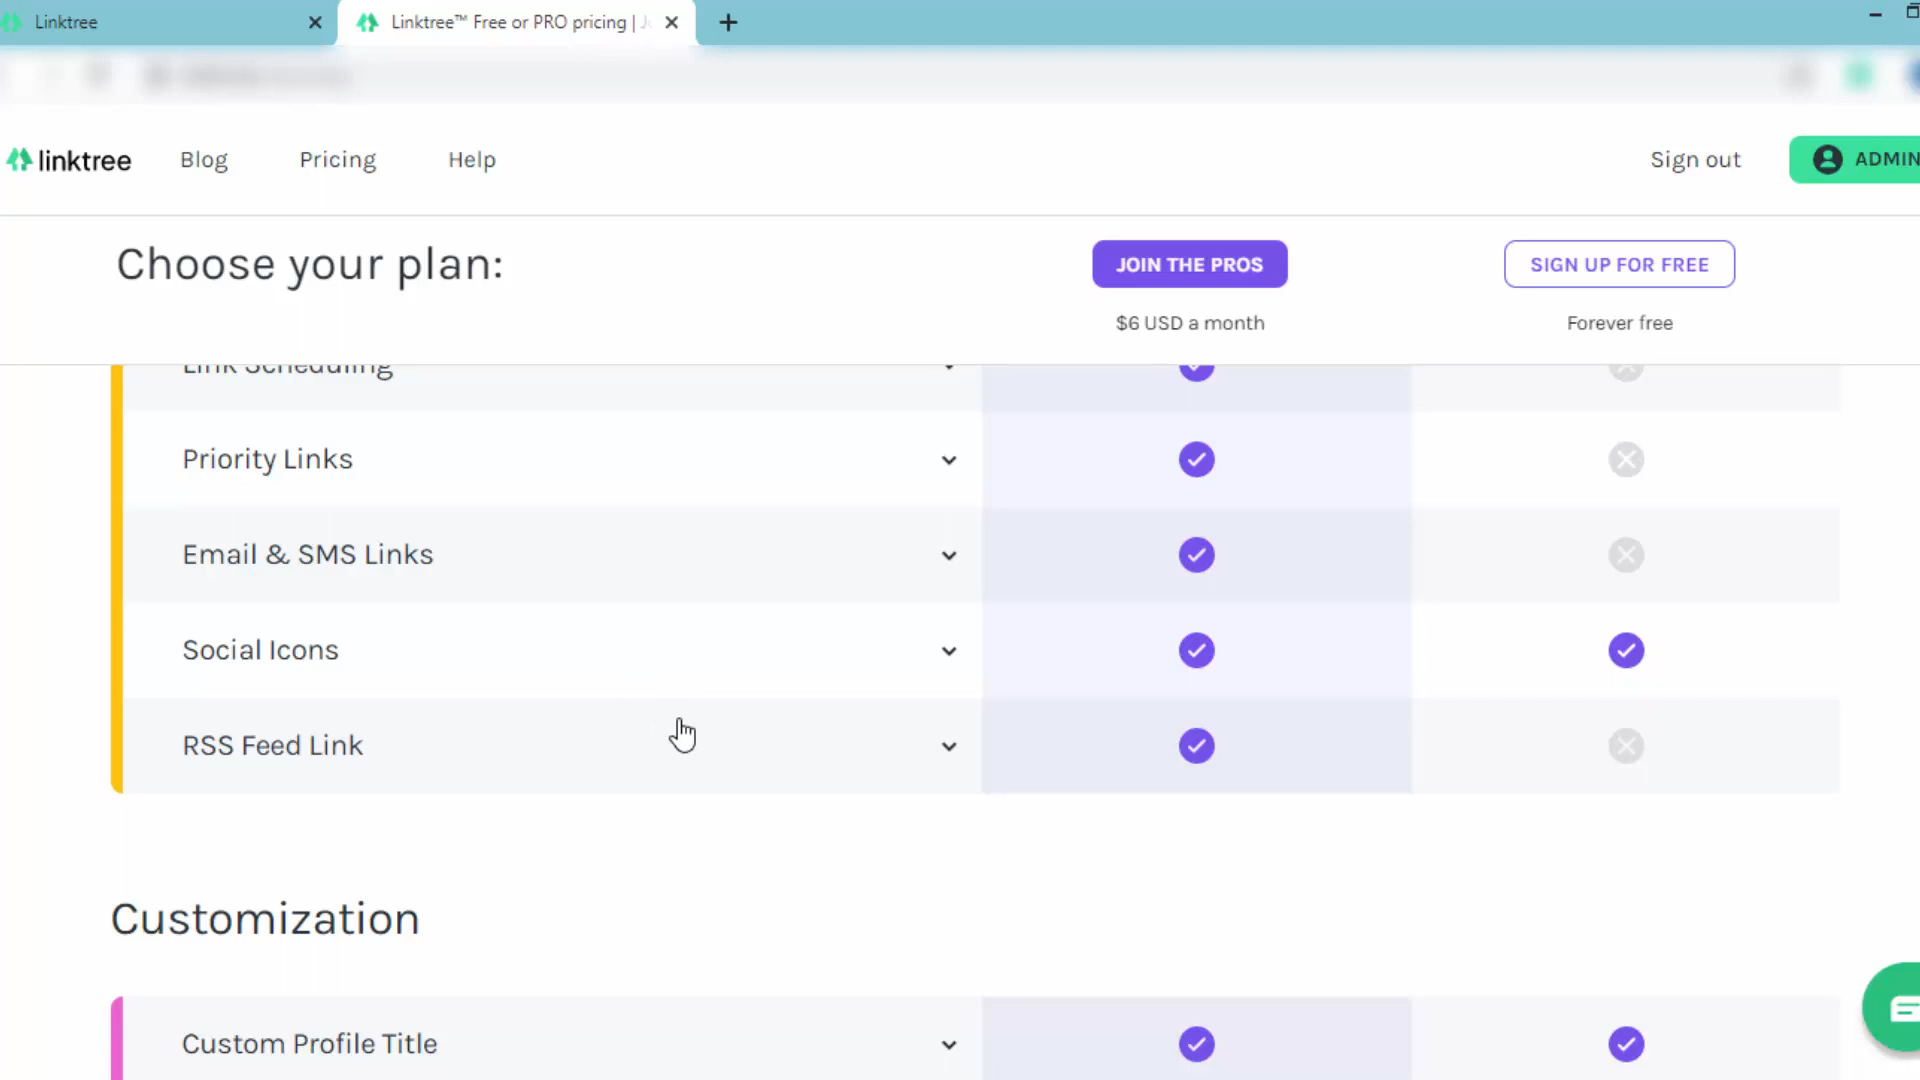 Linktree
Linktree™ Free or PRO pricing |
linktree
Blog
Pricing
Help
Sign out
ADMIN
Choose your plan:
JOIN THE PROS
SIGN UP FOR FREE
$6 USD a month
Forever free
Link Scheduling
Priority Links
Email & SMS Links
Social Icons
RSS Feed Link
Customization
Custom Profile Title